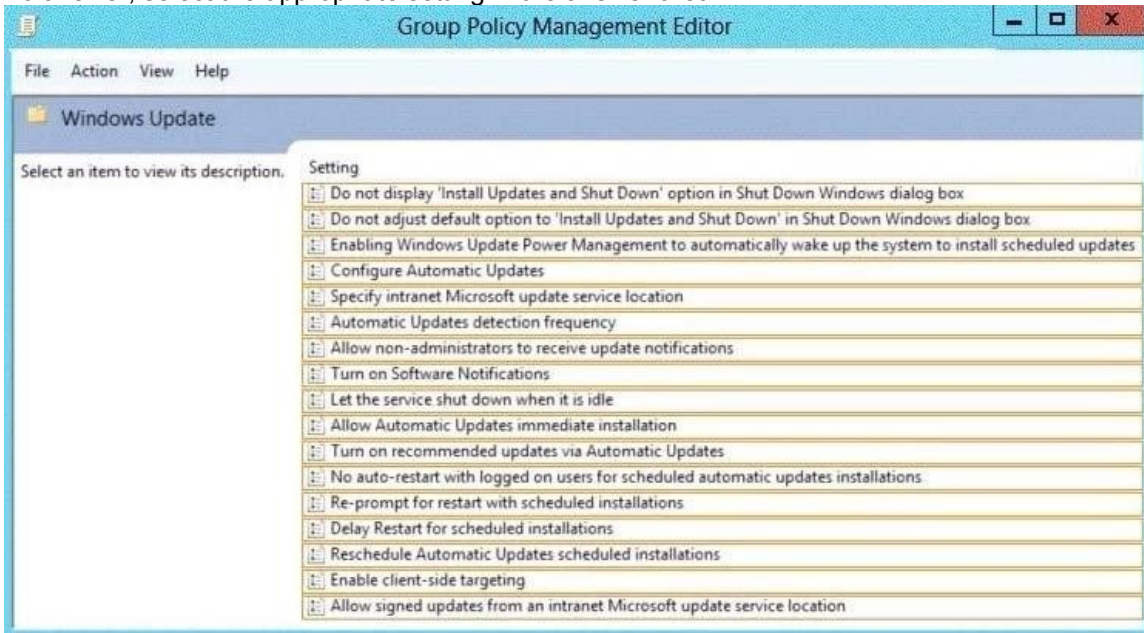 Group Policy Management Editor
File Action View Help
Windows Update
Select an item to view its description.
Setting
Do not display 'Install Updates and Shut Down' option in Shut Down Windows dialog box
Do not adjust default option to 'Install Updates and Shut Down' in Shut Down Windows dialog box
Enabling Windows Update Power Management to automatically wake up the system to install scheduled updates
Configure Automatic Updates
Specify intranet Microsoft update service location
Automatic Updates detection frequency
Allow non-administrators to receive update notifications
Turn on Software Notifications
Let the service shut down when it is idle
Allow Automatic Updates immediate installation
Turn on recommended updates via Automatic Updates
No auto-restart with logged on users for scheduled automatic updates installations
Re-prompt for restart with scheduled installations
Delay Restart for scheduled installations
Reschedule Automatic Updates scheduled installations
Enable client-side targeting
Allow signed updates from an intranet Microsoft update service location